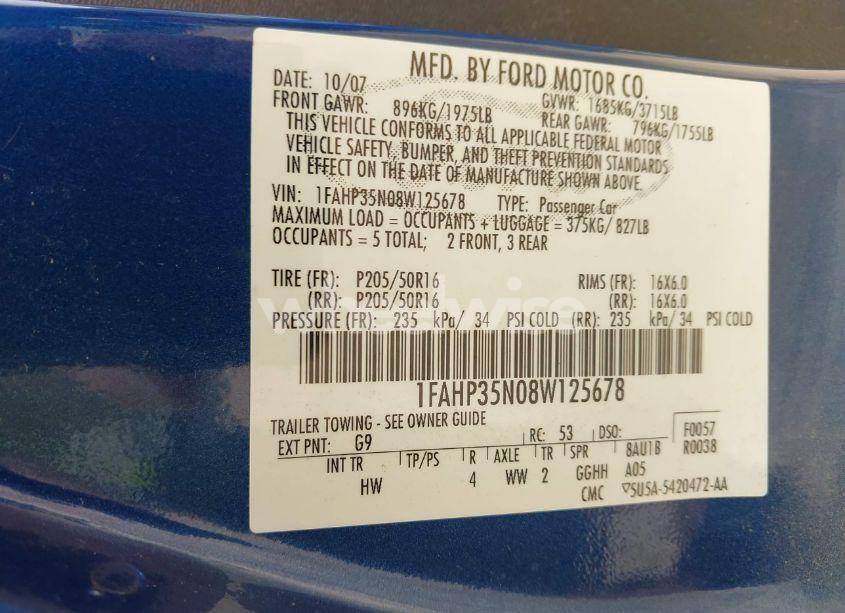 MFD. BY FORD MOTOR CO.
DATE: 10/07 GVWR: 1685KG/3715LB
FRONT GAWR: 896KG/1975LB REAR GAWR: 796KG/1755LB
THIS VEHICLE CONFORMS TO ALL APPLICABLE FEDERAL MOTOR
VEHICLE SAFETY, BUMPER, AND THEFT PREVENTION STANDARDS
IN EFFECT ON THE DATE OF MANUFACTURE SHOWN ABOVE.
VIN: 1FAHP35N08W125678 TYPE: Passenger Car
MAXIMUM LOAD = OCCUPANTS + LUGGAGE = 375KG/ 827LB
OCCUPANTS = 5 TOTAL; 2 FRONT, 3 REAR
TIRE (FR): P205/50R16 RIMS (FR): 16X6.0
(RR): P205/50R16 (RR): 16X6.0
PRESSURE (FR): 235 kPa/ 34 PSI COLD (RR): 235 kPa/ 34 PSI COLD
1FAHP35N08W125678
TRAILER TOWING - SEE OWNER GUIDE
EXT PNT: G9 RC: 53 DSO: F0057
INT TR TP/PS R AXLE TR SPR 8AU1B R0038
HW 4 WW 2 GGHH A05
CMC ▽5U5A-5420472-AA